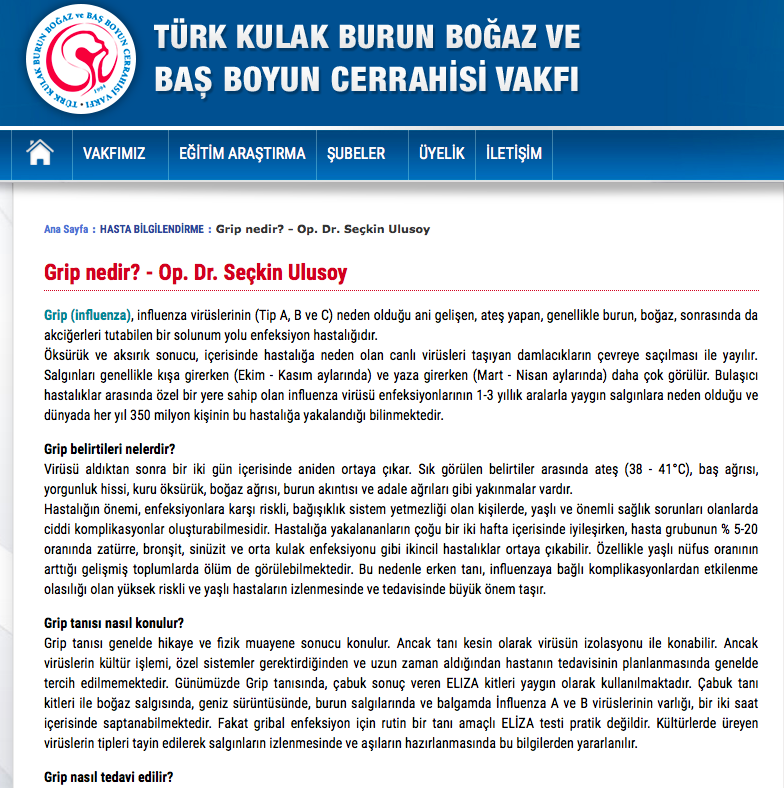 TÜRK KULAK BURUN BOĞAZ ve BAŞ BOYUN CERRAHİSİ VAKFI
1994
TÜRK KULAK BURUN BOĞAZ VE
BAŞ BOYUN CERRAHİSİ VAKFI
VAKFIMIZ EĞİTİM ARAŞTIRMA ŞUBELER ÜYELİK İLETİŞİM
Ana Sayfa : HASTA BİLGİLENDİRME : Grip nedir? - Op. Dr. Seçkin Ulusoy
Grip nedir? - Op. Dr. Seçkin Ulusoy
Grip (influenza), influenza virüslerinin (Tip A, B ve C) neden olduğu ani gelişen, ateş yapan, genellikle burun, boğaz, sonrasında da
akciğerleri tutabilen bir solunum yolu enfeksiyon hastalığıdır.
Öksürük ve aksırık sonucu, içerisinde hastalığa neden olan canlı virüsleri taşıyan damlacıkların çevreye saçılması ile yayılır.
Salgınları genellikle kışa girerken (Ekim - Kasım aylarında) ve yaza girerken (Mart - Nisan aylarında) daha çok görülür. Bulaşıcı
hastalıklar arasında özel bir yere sahip olan influenza virüsü enfeksiyonlarının 1-3 yıllık aralarla yaygın salgınlara neden olduğu ve
dünyada her yıl 350 milyon kişinin bu hastalığa yakalandığı bilinmektedir.
Grip belirtileri nelerdir?
Virüsü aldıktan sonra bir iki gün içerisinde aniden ortaya çıkar. Sık görülen belirtiler arasında ateş (38 - 41°C), baş ağrısı,
yorgunluk hissi, kuru öksürük, boğaz ağrısı, burun akıntısı ve adale ağrıları gibi yakınmalar vardır.
Hastalığın önemi, enfeksiyonlara karşı riskli, bağışıklık sistem yetmezliği olan kişilerde, yaşlı ve önemli sağlık sorunları olanlarda
ciddi komplikasyonlar oluşturabilmesidir. Hastalığa yakalananların çoğu bir iki hafta içerisinde iyileşirken, hasta grubunun % 5-20
oranında zatürre, bronşit, sinüzit ve orta kulak enfeksiyonu gibi ikincil hastalıklar ortaya çıkabilir. Özellikle yaşlı nüfus oranının
arttığı gelişmiş toplumlarda ölüm de görülebilmektedir. Bu nedenle erken tanı, influenzaya bağlı komplikasyonlardan etkilenme
olasılığı olan yüksek riskli ve yaşlı hastaların izlenmesinde ve tedavisinde büyük önem taşır.
Grip tanısı nasıl konulur?
Grip tanısı genelde hikaye ve fizik muayene sonucu konulur. Ancak tanı kesin olarak virüsün izolasyonu ile konabilir. Ancak
virüslerin kültür işlemi, özel sistemler gerektirdiğinden ve uzun zaman aldığından hastanın tedavisinin planlanmasında genelde
tercih edilmemektedir. Günümüzde Grip tanısında, çabuk sonuç veren ELIZA kitleri yaygın olarak kullanılmaktadır. Çabuk tanı
kitleri ile boğaz salgısında, geniz sürüntüsünde, burun salgılarında ve balgamda İnfluenza A ve B virüslerinin varlığı, bir iki saat
içerisinde saptanabilmektedir. Fakat gribal enfeksiyon için rutin bir tanı amaçlı ELİZA testi pratik değildir. Kültürlerde üreyen
virüslerin tipleri tayin edilerek salgınların izlenmesinde ve aşıların hazırlanmasında bu bilgilerden yararlanılır.
Grip nasıl tedavi edilir?